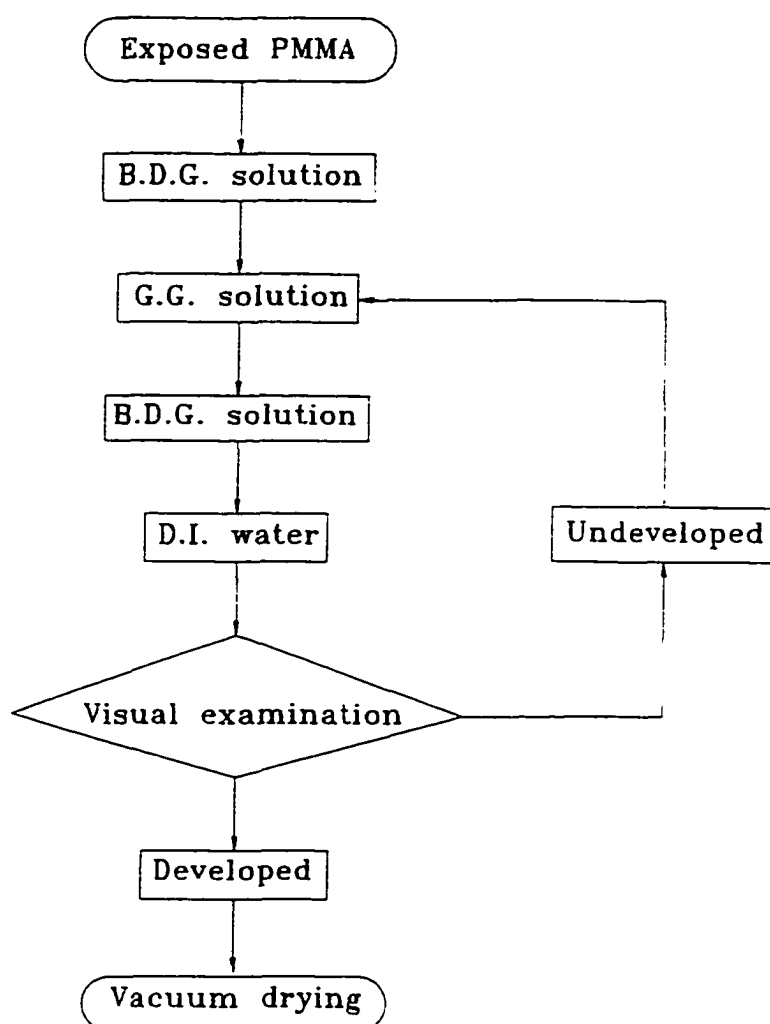 Exposed PMMA
B.D.G. solution
G.G. solution
B.D.G. solution
D.I. water
Undeveloped
Visual examination
Developed
Vacuum drying